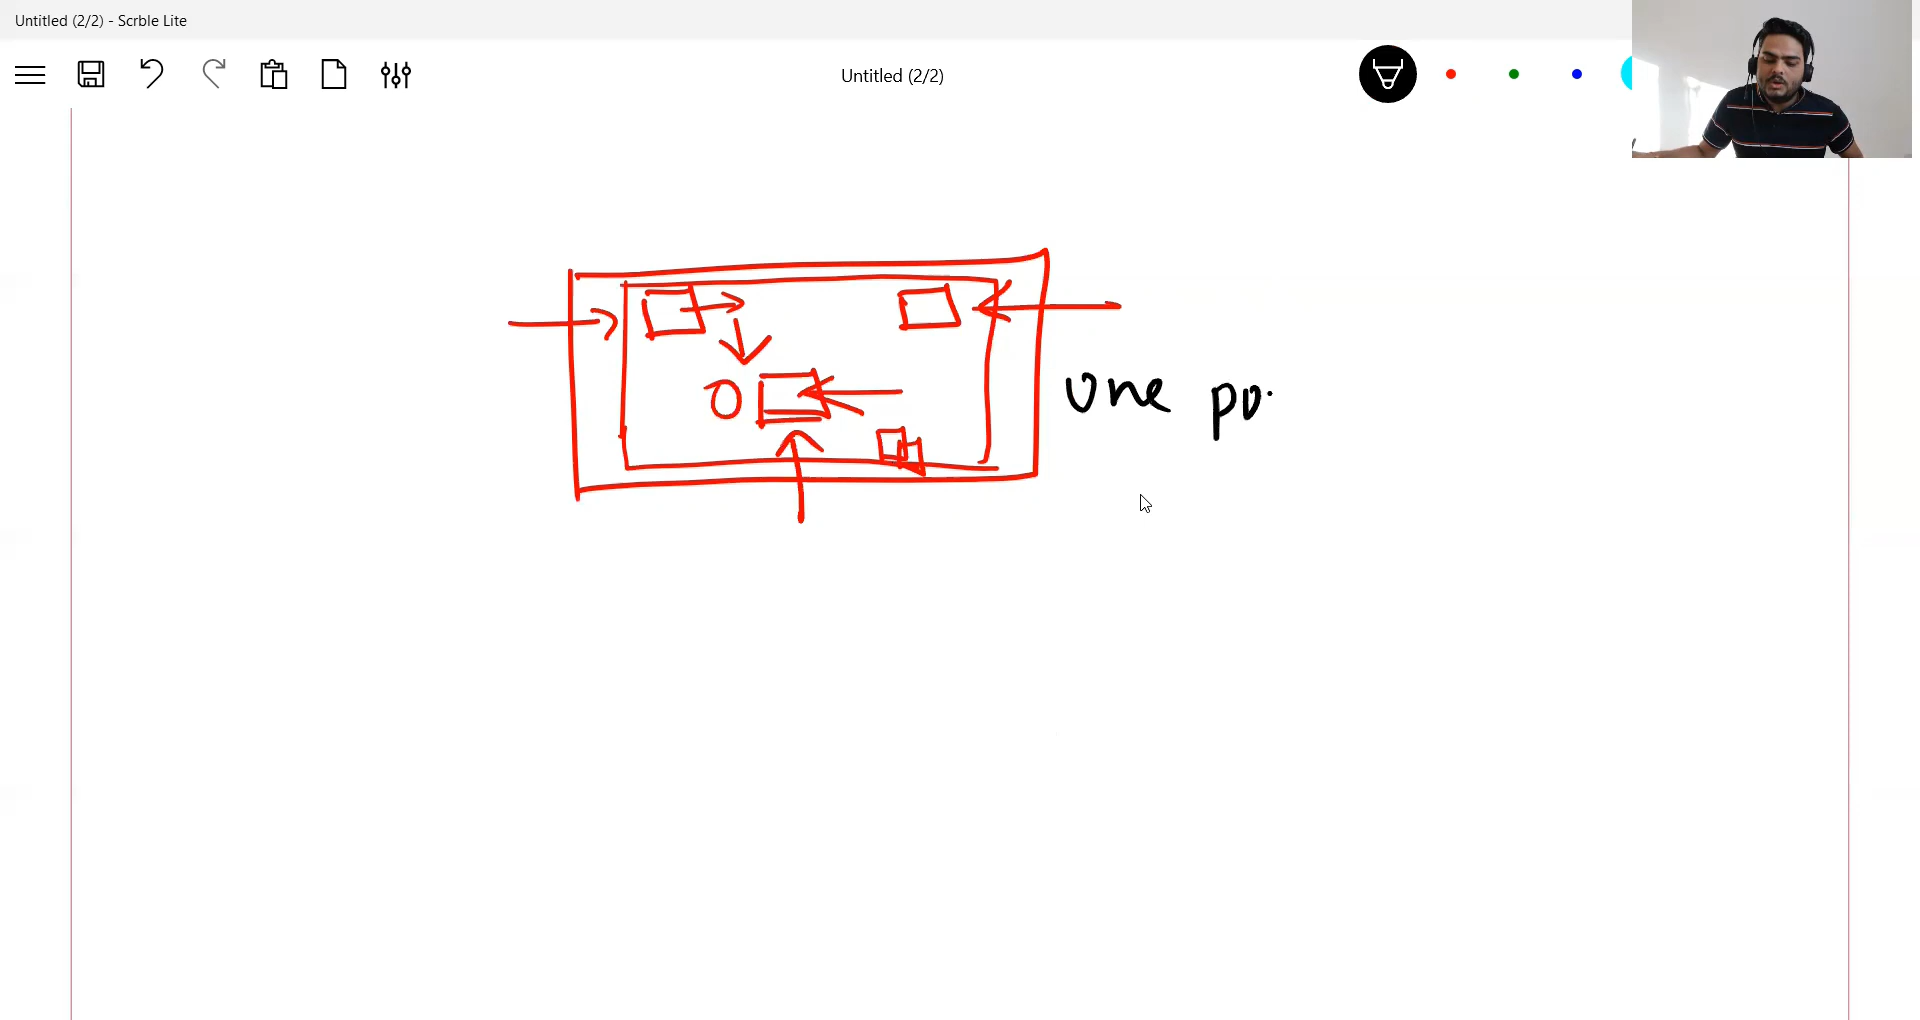 Untitled (2/2) - Scrble Lite
Untitled (2/2)
O
one po